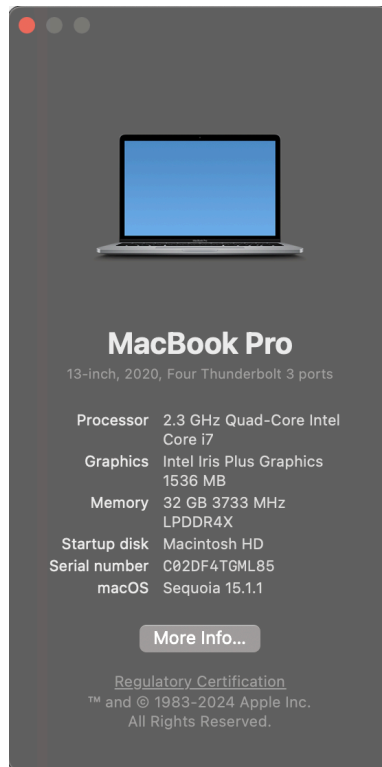 MacBook Pro
13-inch, 2020, Four Thunderbolt 3 ports
Processor 2.3 GHz Quad-Core Intel
Core i7
Graphics Intel Iris Plus Graphics
1536 MB
Memory 32 GB 3733 MHz
LPDDR4X
Startup disk Macintosh HD
Serial number C02DF4TGML85
macOS Sequoia 15.1.1
More Info...
Regulatory Certification
™ and © 1983-2024 Apple Inc.
All Rights Reserved.